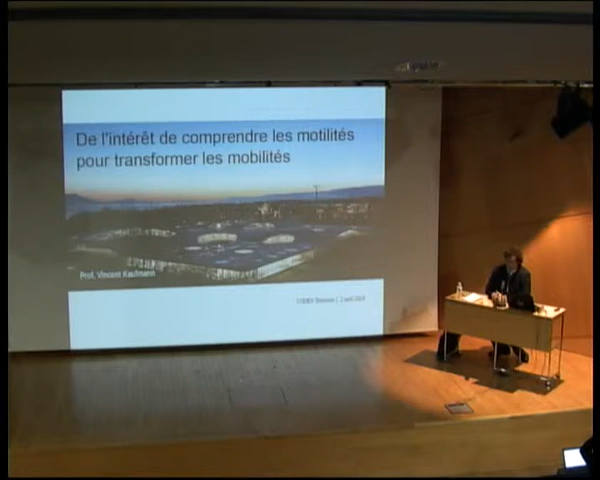 De l'intérêt de comprendre les motilités
pour transformer les mobilités
Prof. Vincent Kaufmann